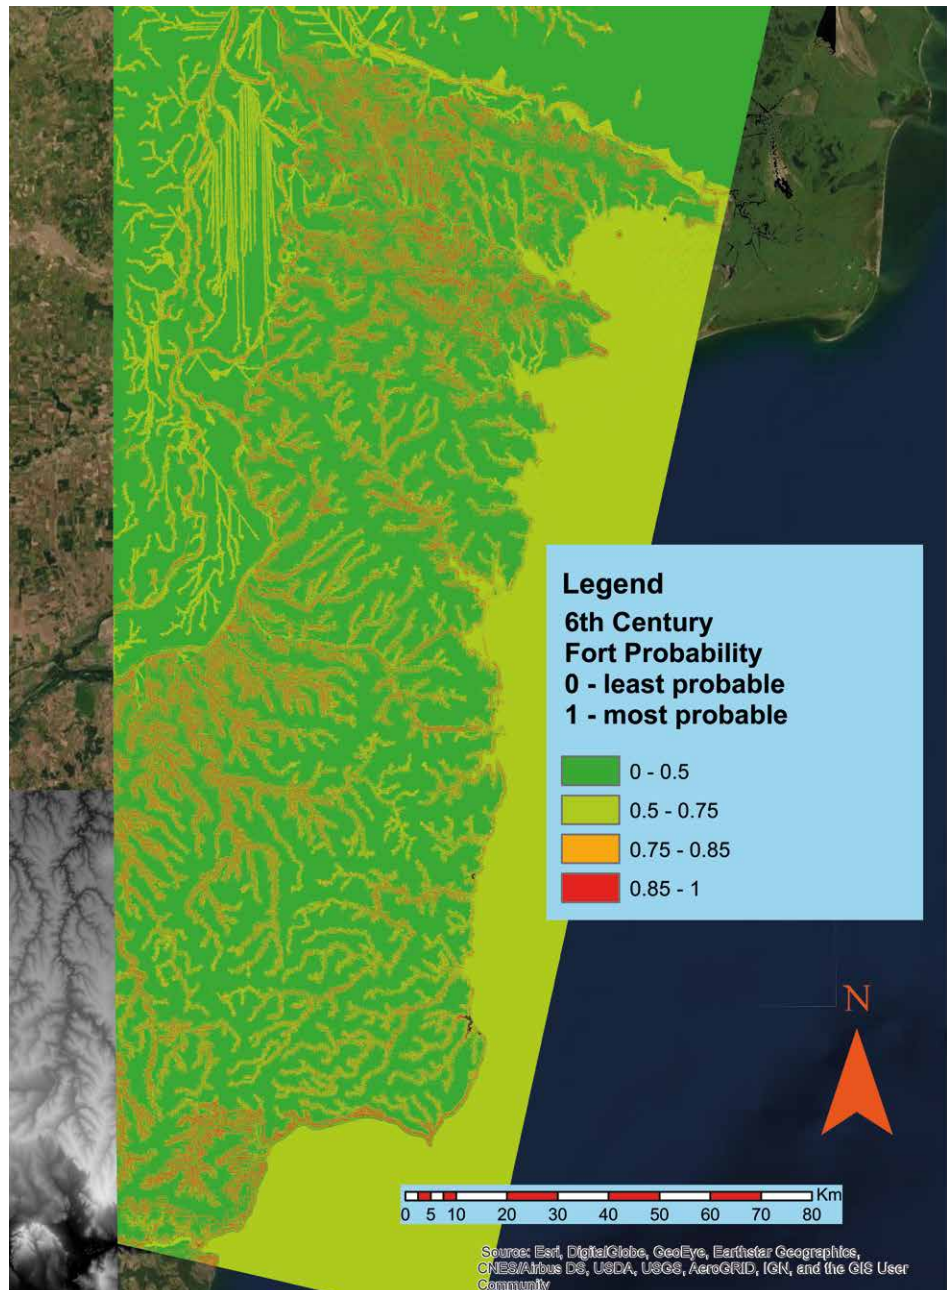 Legend
6th Century
Fort Probability
0 - least probable
1 - most probable
0 - 0.5
0.5 - 0.75
0.75 - 0.85
0.85 - 1
N
Km
0 5 10 20 30 40 50 60 70 80
Source: Esri, DigitalGlobe, GeoEye, Earthstar Geographics,
CNES/Airbus DS, USDA, USGS, AeroGRID, IGN, and the GIS User
Community